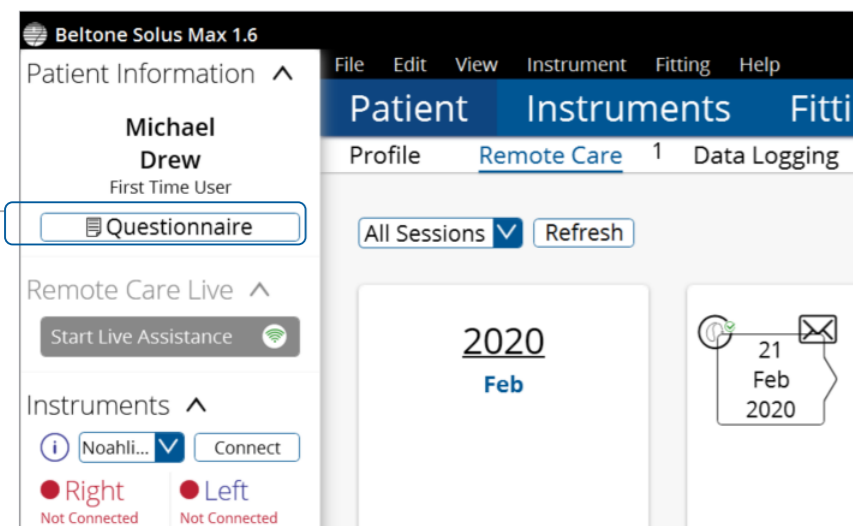 Beltone Solus Max 1.6
File Edit View Instrument Fitting Help
Patient Instruments Fitti
Profile Remote Care 1 Data Logging
Patient Information
Michael
Drew
First Time User
Questionnaire
Remote Care Live
Start Live Assistance
Instruments
Noahli... Connect
Right Left
Not Connected Not Connected
All Sessions Refresh
2020
Feb
21
Feb
2020